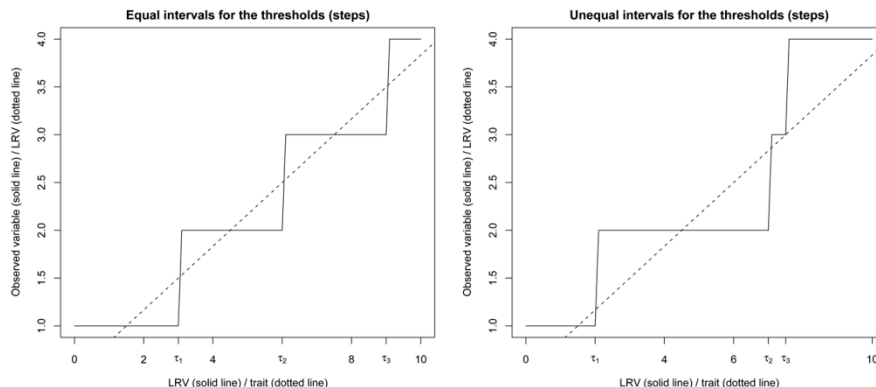 Equal intervals for the thresholds (steps)
Observed variable (solid line) / LRV (dotted line)
4.0
3.5
3.0
2.5
2.0
1.5
1.0
0 2 τ1 4 τ2 8 τ3 10
LRV (solid line) / trait (dotted line)
Unequal intervals for the thresholds (steps)
Observed variable (solid line) / LRV (dotted line)
4.0
3.5
3.0
2.5
2.0
1.5
1.0
0 τ1 4 6 τ2 τ3 10
LRV (solid line) / trait (dotted line)